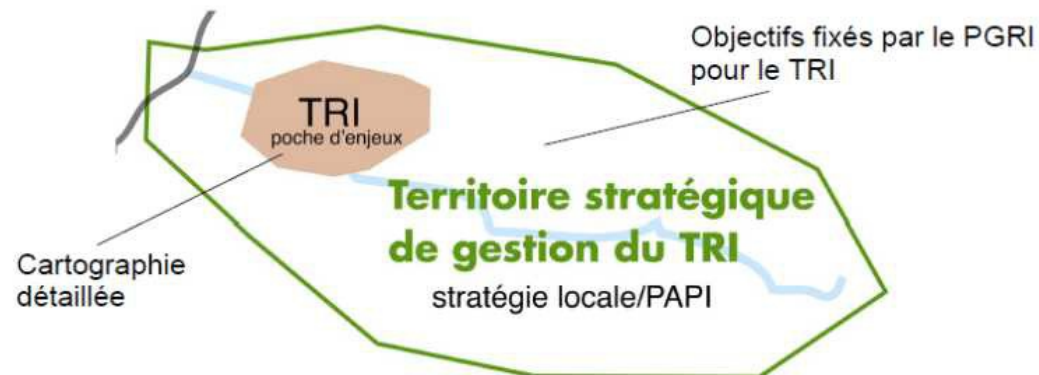 Objectifs fixés par le PGRI
pour le TRI
TRI
poche d'enjeux
Territoire stratégique
de gestion du TRI
stratégie locale/PAPI
Cartographie
détaillée